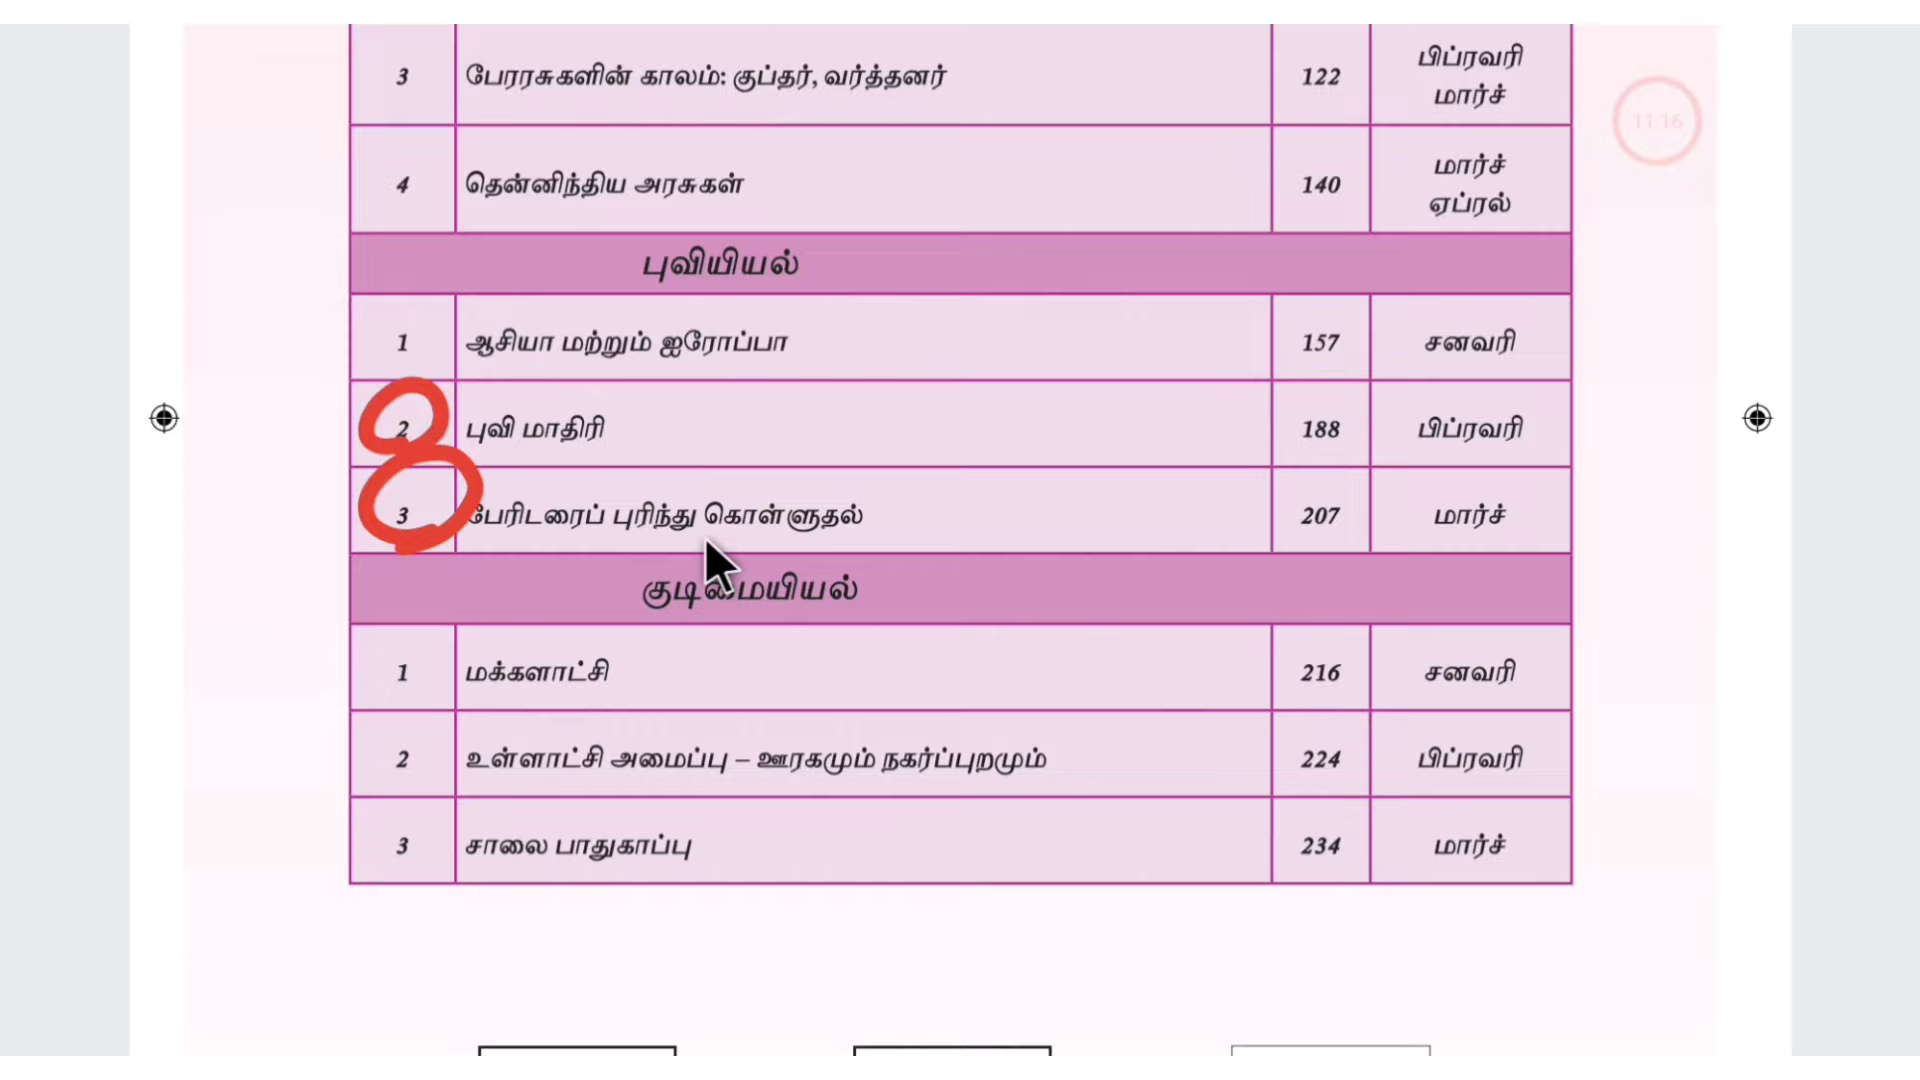 3 பேரரசுகளின் காலம்: குப்தர், வர்த்தனர் 122 பிப்ரவரி
மார்ச்
11:16
4 தென்னிந்திய அரசுகள் 140 மார்ச்
ஏப்ரல்
புவியியல்
1 ஆசியா மற்றும் ஐரோப்பா 157 சனவரி
2 புவி மாதிரி 188 பிப்ரவரி
3 பேரிடரைப் புரிந்து கொள்ளுதல் 207 மார்ச்
குடிமையியல்
1 மக்களாட்சி 216 சனவரி
2 உள்ளாட்சி அமைப்பு – ஊரகமும் நகர்ப்புறமும் 224 பிப்ரவரி
3 சாலை பாதுகாப்பு 234 மார்ச்